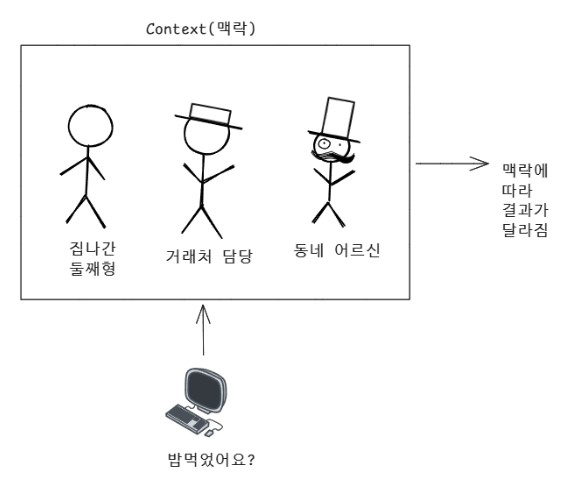 Context(맥락)
집나간
둘째형
거래처 담당
동네 어르신
맥락에
따라
결과가
달라짐
밥먹었어요?